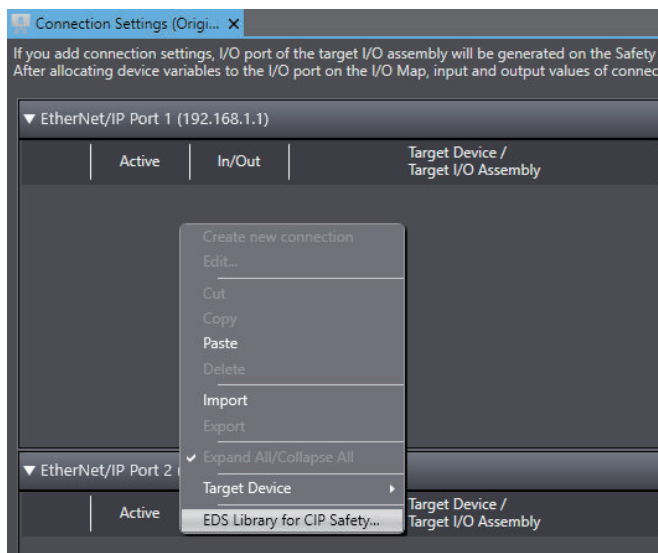 Connection Settings (Origi... X
If you add connection settings, I/O port of the target I/O assembly will be generated on the Safety
After allocating device variables to the I/O port on the I/O Map, input and output values of connec
▼ EtherNet/IP Port 1 (192.168.1.1)
Active In/Out Target Device /
Target I/O Assembly
Create new connection
Edit...
Cut
Copy
Paste
Delete
Import
Export
✓ Expand All/Collapse All
Target Device
EDS Library for CIP Safety...
▼ EtherNet/IP Port 2 (
Active Target Device /
Target I/O Assembly